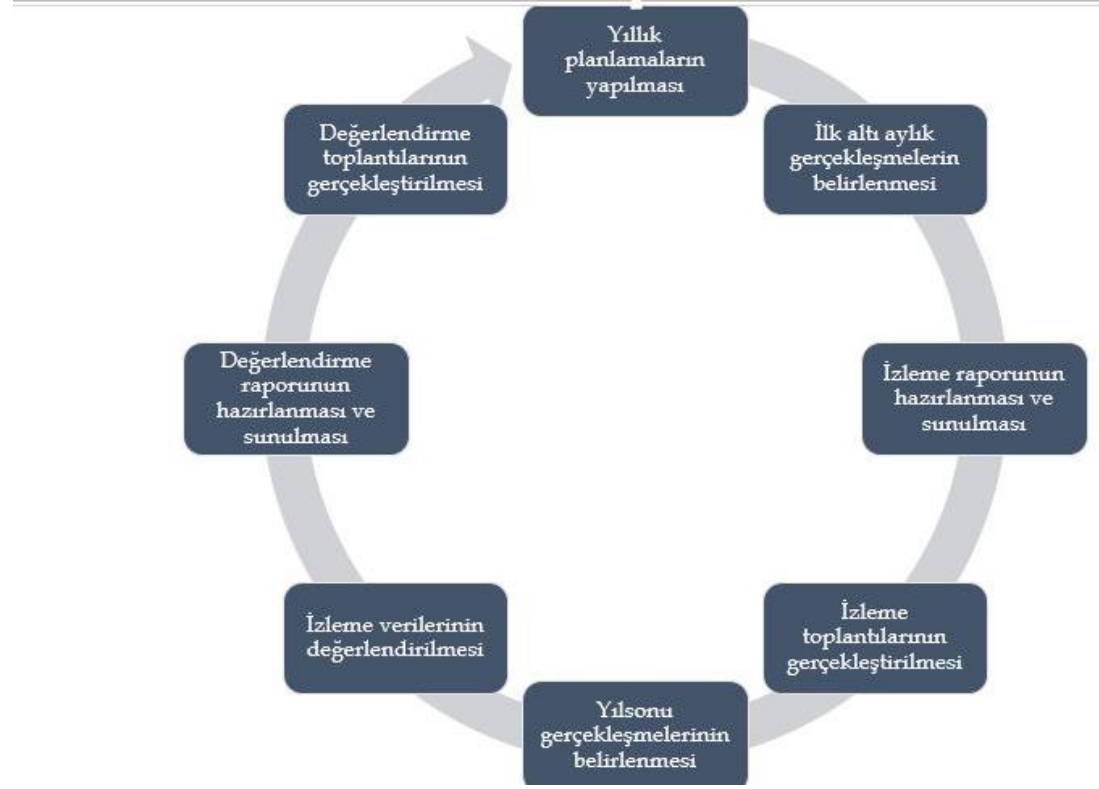 Yıllık
planlamaların
yapılması
İlk altı aylık
gerçekleşmelerin
belirlenmesi
İzleme raporunun
hazırlanması ve
sunulması
İzleme
toplantılarının
gerçekleştirilmesi
Yılsonu
gerçekleşmelerinin
belirlenmesi
İzleme verilerinin
değerlendirilmesi
Değerlendirme
raporunun
hazırlanması ve
sunulması
Değerlendirme
toplantılarının
gerçekleştirilmesi